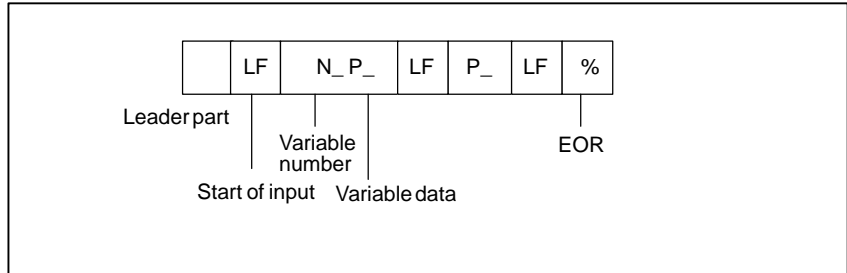 LF N_ P_ LF P_ LF %
Leader part
Variable
number
EOR
Start of input Variable data